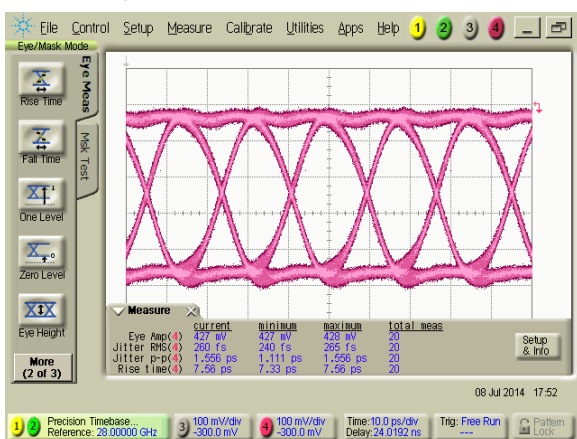 File Control Setup Measure Calibrate Utilities Apps Help 1 2 3 4
Eye/Mask Mode
Eye Meas
Msk Test
Rise Time
Fall Time
One Level
Zero Level
Eye Height
More
(2 of 3)
Measure
current minimum maximum total meas
Eye Amp(4) 427 mV 427 mV 428 mV 20
Jitter RMS(4) 260 fs 240 fs 265 fs 20
Jitter p-p(4) 1.556 ps 1.111 ps 1.556 ps 20
Rise time(4) 7.56 ps 7.33 ps 7.56 ps 20
Setup
& Info
08 Jul 2014 17:52
1 2 Precision Timebase...
Reference: 28.00000 GHz
3 100 mV/div
-300.0 mV
4 100 mV/div
-300.0 mV
Time:10.0 ps/div
Delay:24.0192 ns
Trig: Free Run
---
Pattern
Lock